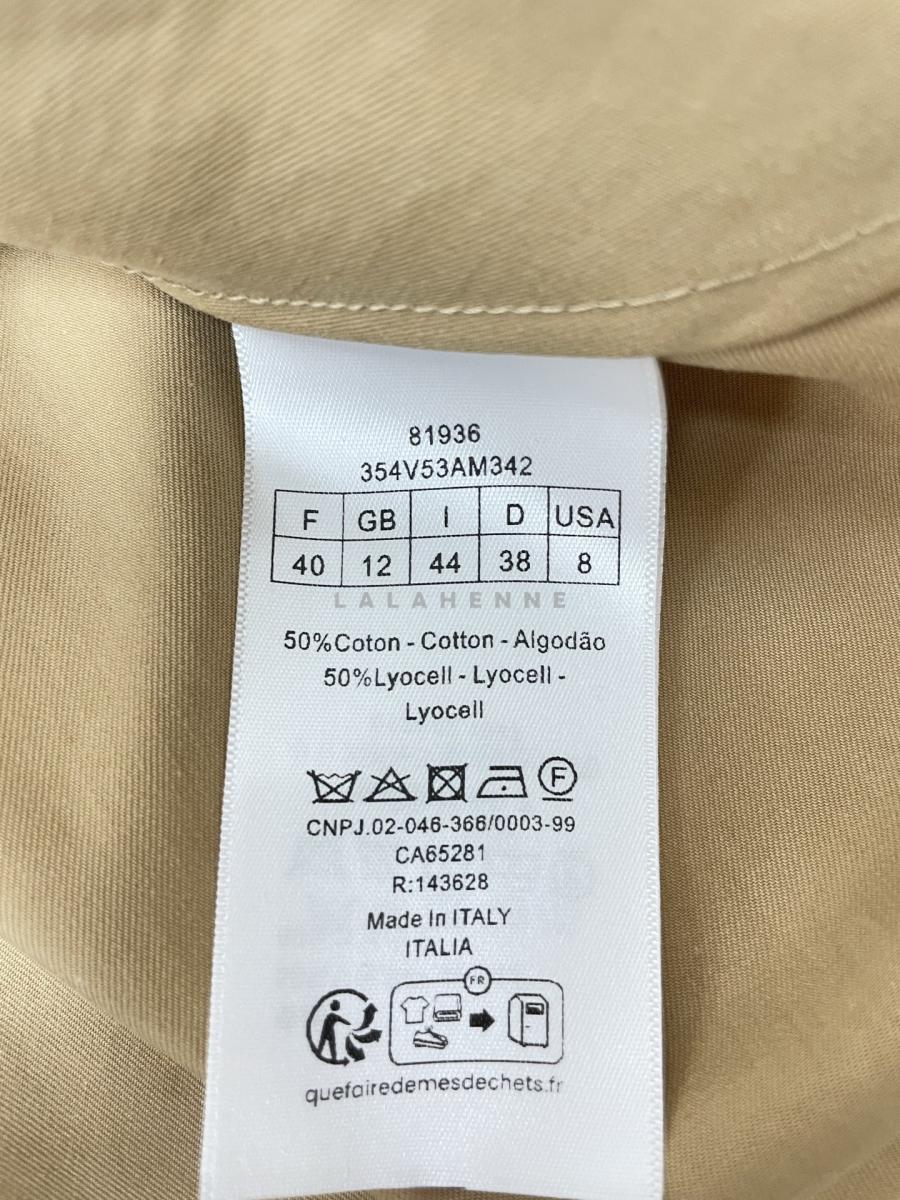 81936
354V53AM342
F GB I D USA
40 12 44 38 8
LALAHENNE
50%Coton - Cotton - Algodão
50%Lyocell - Lyocell -
Lyocell
F
CNPJ.02-046-366/0003-99
CA65281
R:143628
Made In ITALY
ITALIA
FR
quefairedemesdechets.fr